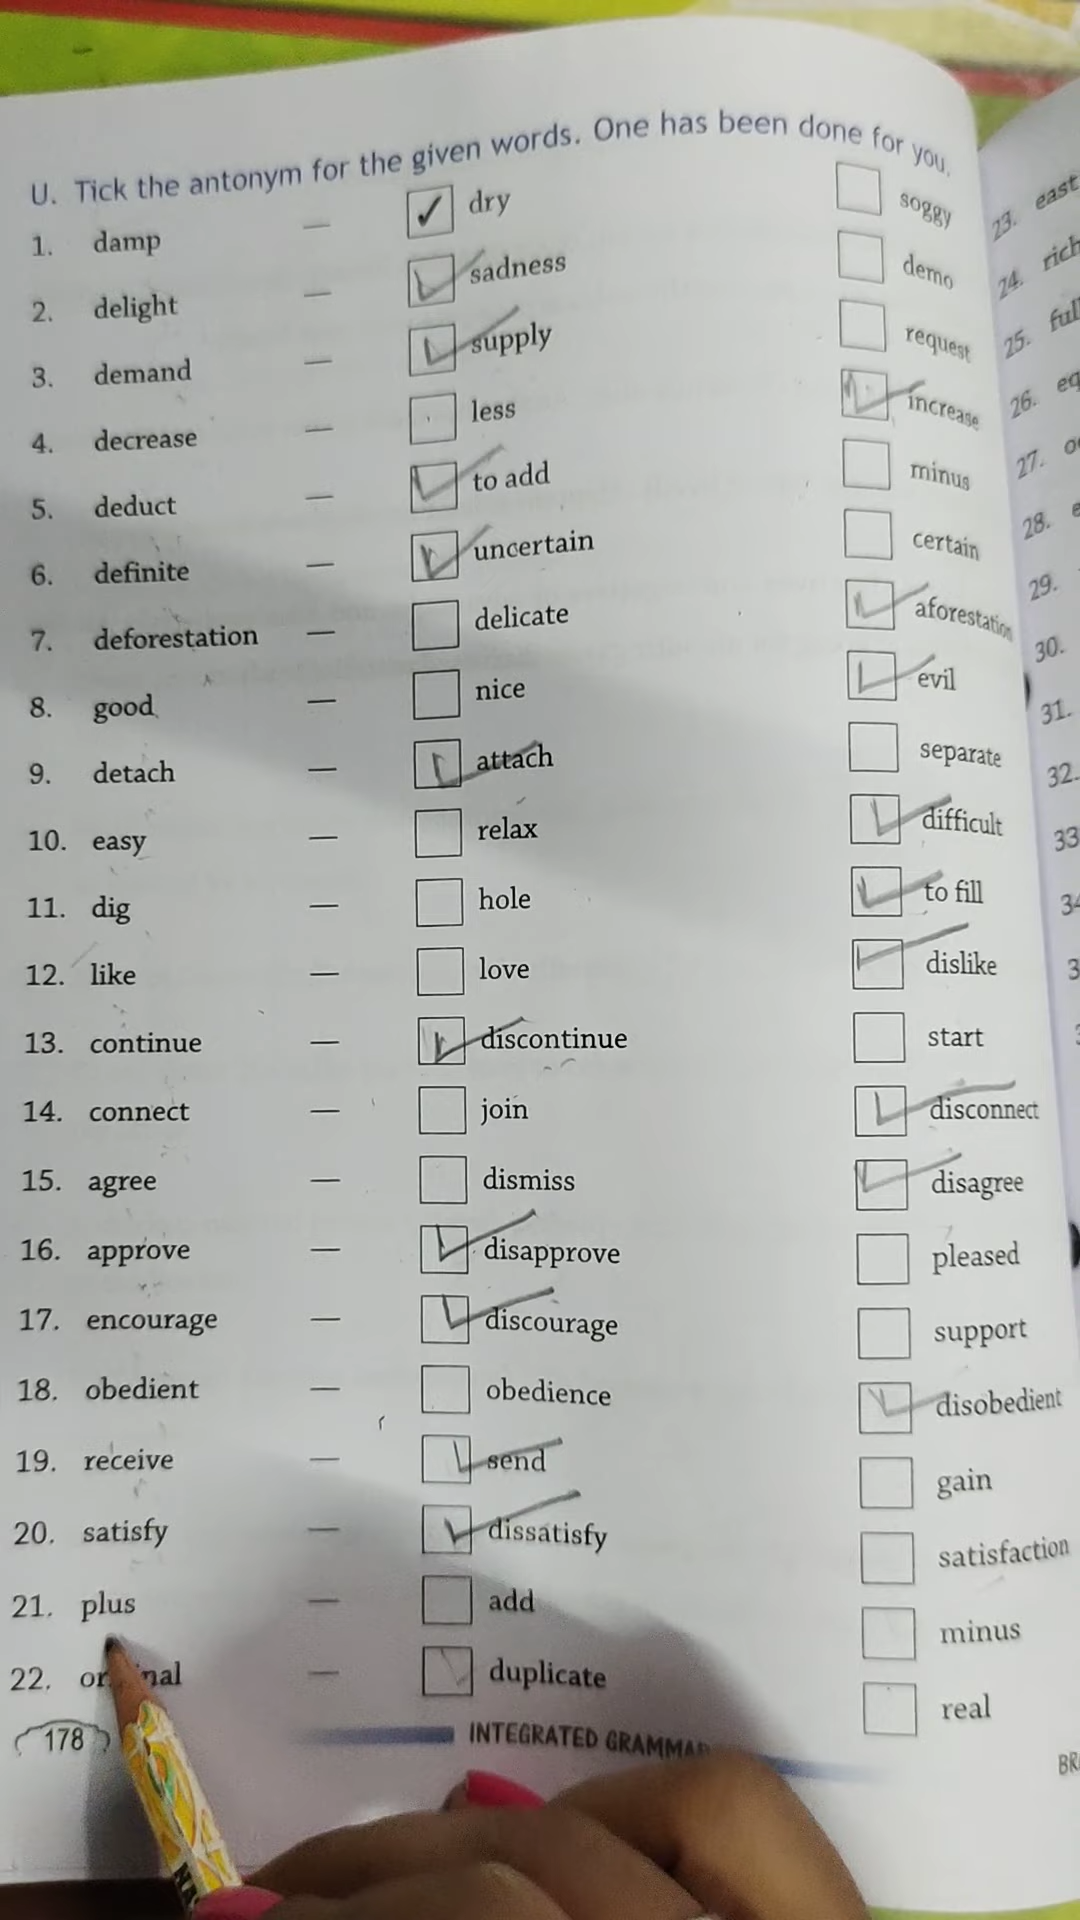 U. Tick the antonym for the given words. One has been done for you.
1. damp — ✓ dry soggy
2. delight — ✓ sadness demo
3. demand — ✓ supply request
4. decrease — less ✓ increase
5. deduct — ✓ to add minus
6. definite — ✓ uncertain certain
7. deforestation — delicate ✓ aforestation
8. good — nice ✓ evil
9. detach — ✓ attach separate
10. easy — relax ✓ difficult
11. dig — hole ✓ to fill
12. like — love ✓ dislike
13. continue — ✓ discontinue start
14. connect — join ✓ disconnect
15. agree — dismiss ✓ disagree
16. approve — ✓ disapprove pleased
17. encourage — ✓ discourage support
18. obedient — obedience ✓ disobedient
19. receive — ✓ send gain
20. satisfy — ✓ dissatisfy satisfaction
21. plus — add minus
22. — duplicate real
178 INTEGRATED
23. east
24. rich
25.
26.
27.
28.
29.
30.
31.
32.
33